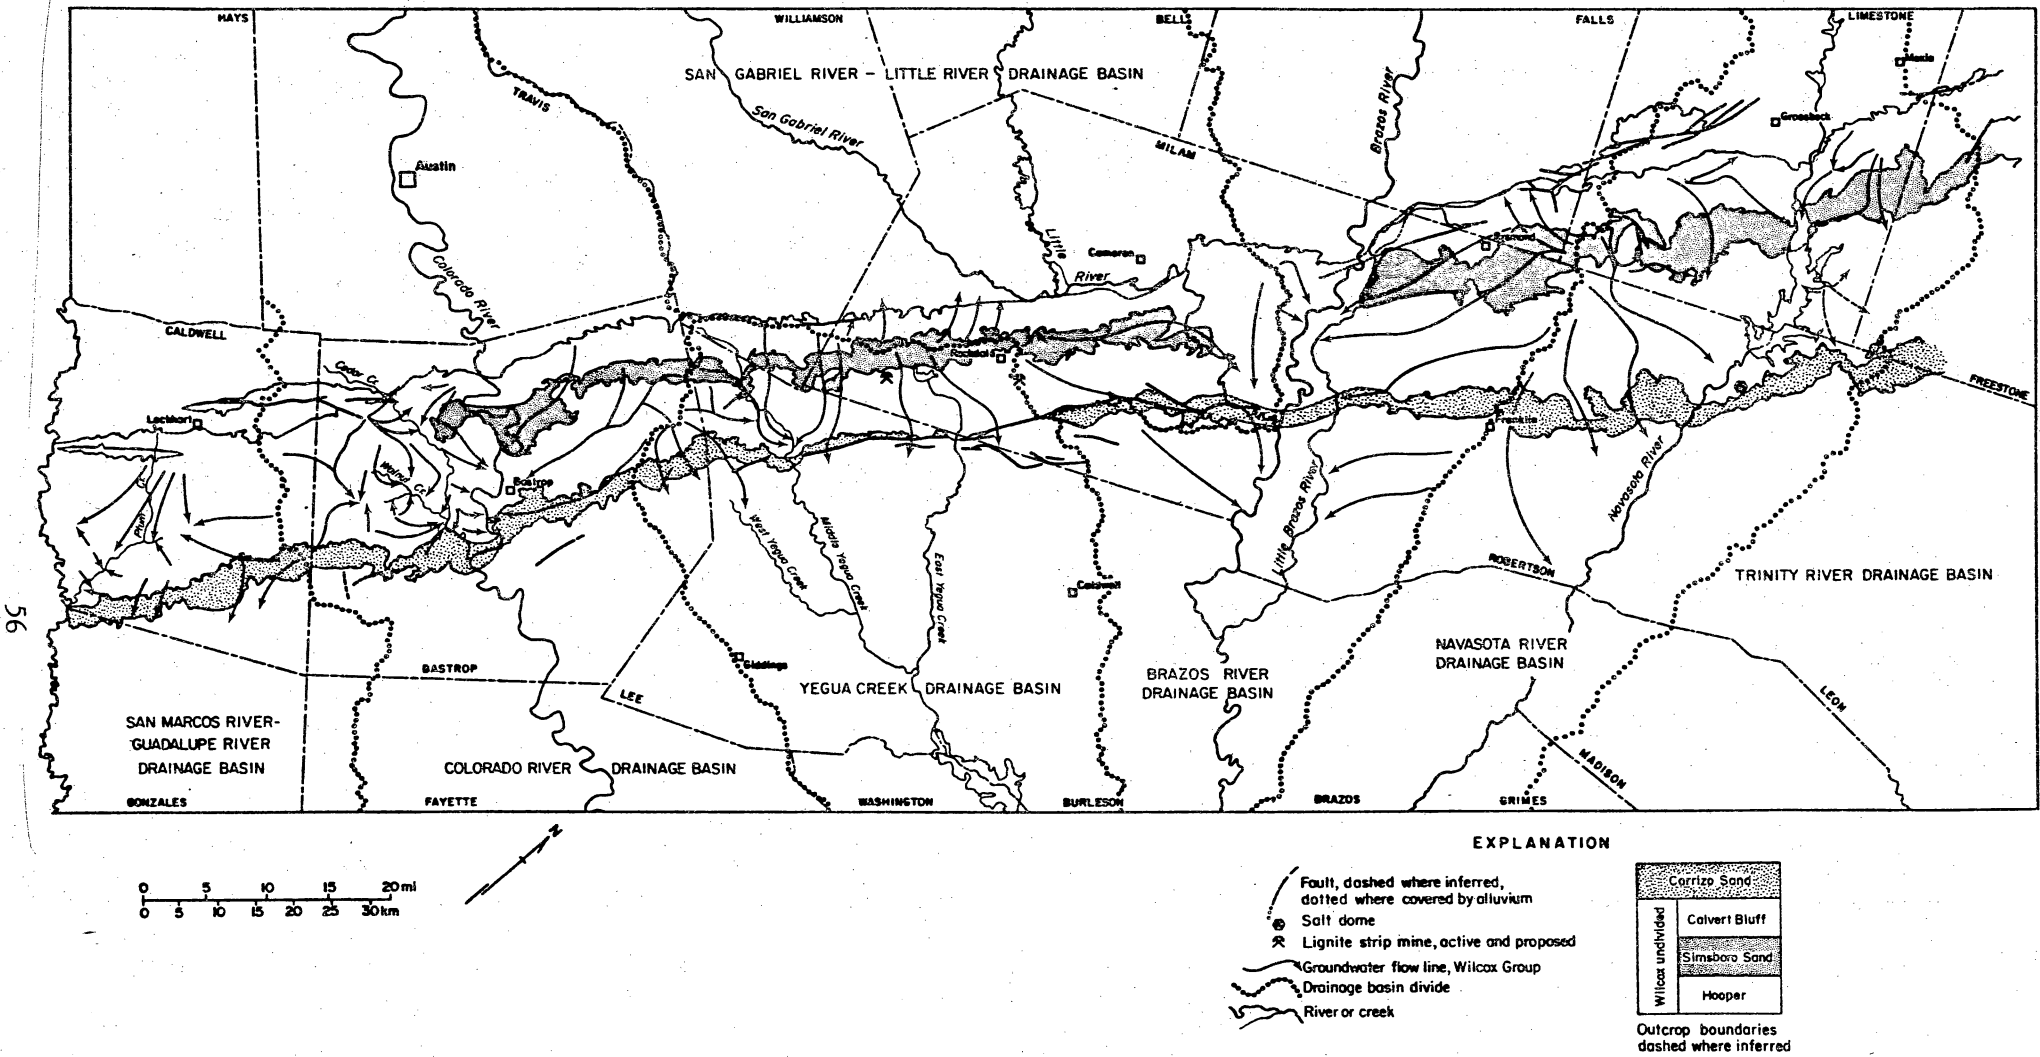 HAYS
WILLIAMSON
BELL
FALLS
LIMESTONE
SAN GABRIEL RIVER – LITTLE RIVER DRAINAGE BASIN
Mexia
TRAVIS
San Gabriel River
Brazos River
Groesbeck
MILAM
Austin
Little
River
Cameron
Bremond
Colorado River
CALDWELL
Rockdale
Cedar Cr.
FREESTONE
Lockhart
Franklin
Walnut Cr.
Bastrop
Plum Cr.
Navasota River
Little Brazos River
West Yegua Creek
Middle Yegua Creek
East Yegua Creek
Caldwell
ROBERTSON
TRINITY RIVER DRAINAGE BASIN
56
BASTROP
Giddings
LEE
YEGUA CREEK DRAINAGE BASIN
BRAZOS RIVER
DRAINAGE BASIN
NAVASOTA RIVER
DRAINAGE BASIN
LEON
SAN MARCOS RIVER-
GUADALUPE RIVER
DRAINAGE BASIN
COLORADO RIVER DRAINAGE BASIN
MADISON
GONZALES
FAYETTE
WASHINGTON
BURLESON
BRAZOS
GRIMES
N
0 5 10 15 20 mi
0 5 10 15 20 25 30 km
EXPLANATION
Fault, dashed where inferred,
dotted where covered by alluvium
Salt dome
Lignite strip mine, active and proposed
Groundwater flow line, Wilcox Group
Drainage basin divide
River or creek
Carrizo Sand
Wilcox undivided
Calvert Bluff
Simsboro Sand
Hooper
Outcrop boundaries
dashed where inferred